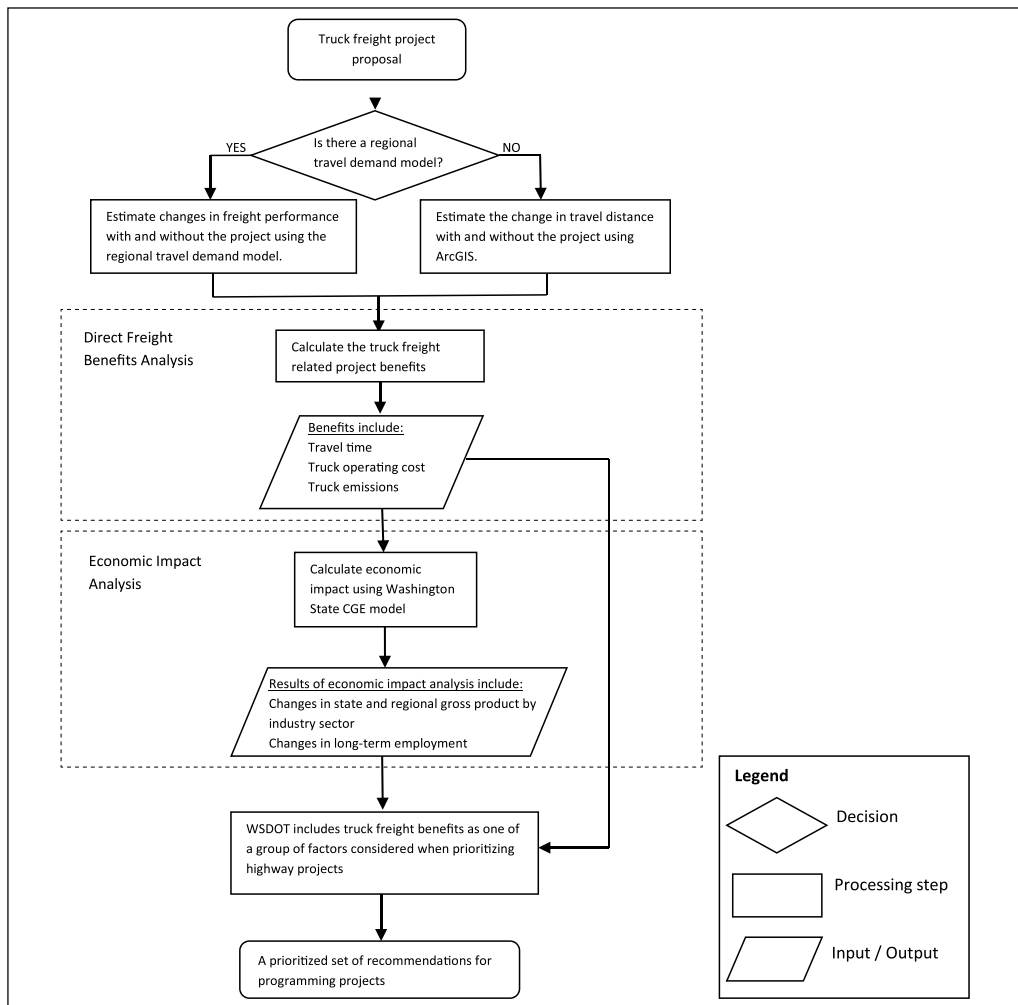 Truck freight project
proposal
Is there a regional
travel demand model?
YES
NO
Estimate changes in freight performance
with and without the project using the
regional travel demand model.
Estimate the change in travel distance
with and without the project using
ArcGIS.
Direct Freight
Benefits Analysis
Calculate the truck freight
related project benefits
Benefits include:
Travel time
Truck operating cost
Truck emissions
Economic Impact
Analysis
Calculate economic
impact using Washington
State CGE model
Results of economic impact analysis include:
Changes in state and regional gross product by
industry sector
Changes in long-term employment
WSDOT includes truck freight benefits as one of
a group of factors considered when prioritizing
highway projects
A prioritized set of recommendations for
programming projects
Legend
Decision
Processing step
Input / Output